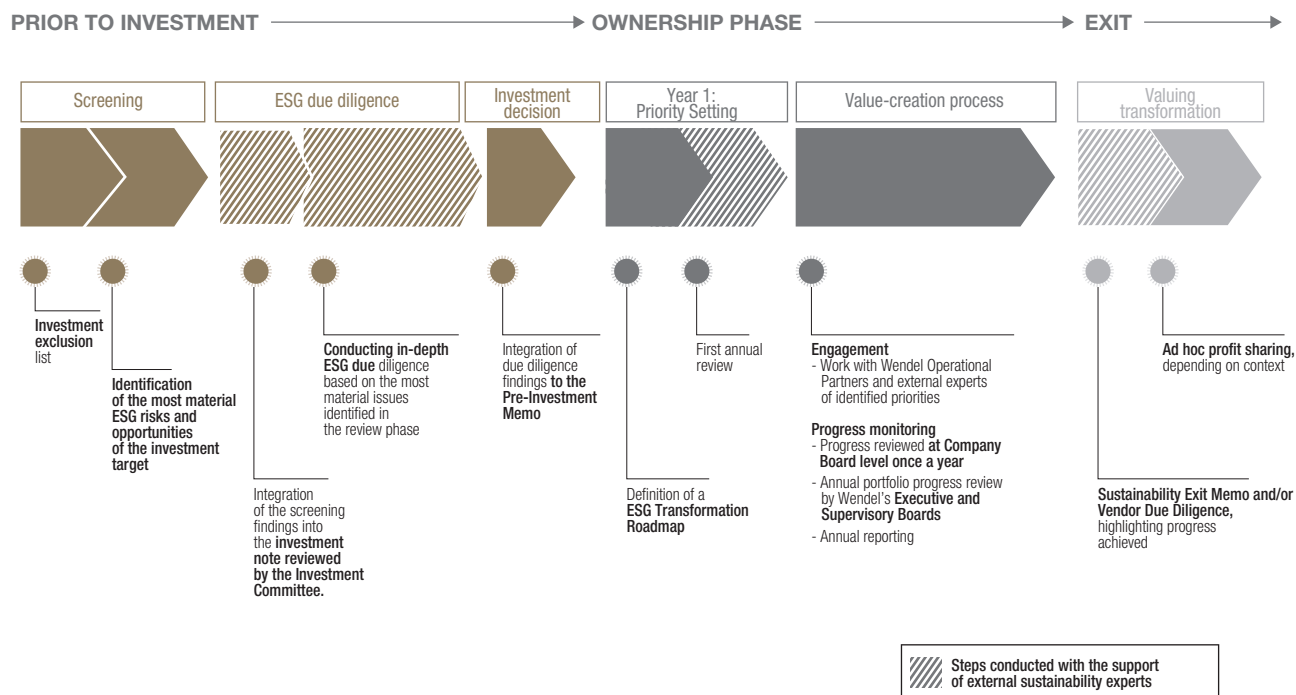 PRIOR TO INVESTMENT
OWNERSHIP PHASE
EXIT
Screening
ESG due diligence
Investment
decision
Year 1:
Priority Setting
Value-creation process
Valuing
transformation
Investment
exclusion
list
Identification
of the most material
ESG risks and
opportunities
of the investment
target
Integration
of the screening
findings into
the investment
note reviewed
by the Investment
Committee.
Conducting in-depth
ESG due diligence
based on the most
material issues
identified in
the review phase
Integration of
due diligence
findings to the
Pre-Investment
Memo
Definition of a
ESG Transformation
Roadmap
First annual
review
Engagement
- Work with Wendel Operational
Partners and external experts
of identified priorities
Progress monitoring
- Progress reviewed at Company
Board level once a year
- Annual portfolio progress review
by Wendel's Executive and
Supervisory Boards
- Annual reporting
Sustainability Exit Memo and/or
Vendor Due Diligence,
highlighting progress
achieved
Ad hoc profit sharing,
depending on context
Steps conducted with the support
of external sustainability experts